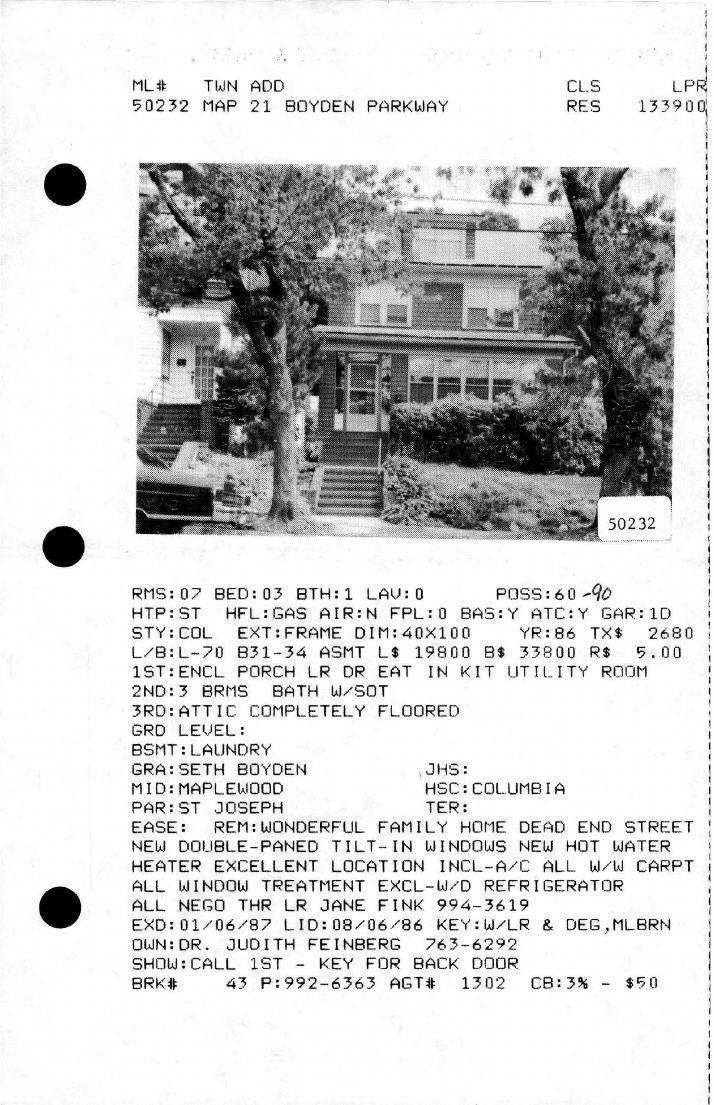 ML# TWN ADD CLS LPR
50232 MAP 21 BOYDEN PARKWAY RES 133900
50232
RMS:07 BED:03 BTH:1 LAV:0 POSS:60-90
HTP:ST HFL:GAS AIR:N FPL:0 BAS:Y ATC:Y GAR:1D
STY:COL EXT:FRAME DIM:40X100 YR:86 TX$ 2680
L/B:L-70 B31-34 ASMT L$ 19800 B$ 33800 R$ 5.00
1ST:ENCL PORCH LR DR EAT IN KIT UTILITY ROOM
2ND:3 BRMS BATH W/SOT
3RD:ATTIC COMPLETELY FLOORED
GRD LEVEL:
BSMT:LAUNDRY
GRA:SETH BOYDEN JHS:
MID:MAPLEWOOD HSC:COLUMBIA
PAR:ST JOSEPH TER:
EASE: REM:WONDERFUL FAMILY HOME DEAD END STREET
NEW DOUBLE-PANED TILT-IN WINDOWS NEW HOT WATER
HEATER EXCELLENT LOCATION INCL-A/C ALL W/W CARPT
ALL WINDOW TREATMENT EXCL-W/D REFRIGERATOR
ALL NEGO THR LR JANE FINK 994-3619
EXD:01/06/87 LID:08/06/86 KEY:W/LR & DEG,MLBRN
OWN:DR. JUDITH FEINBERG 763-6292
SHOW:CALL 1ST - KEY FOR BACK DOOR
BRK# 43 P:992-6363 AGT# 1302 CB:3% - $50